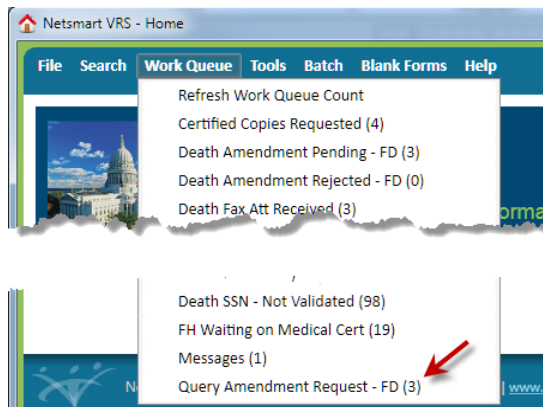 Netsmart VRS - Home
File Search Work Queue Tools Batch Blank Forms Help
Refresh Work Queue Count
Certified Copies Requested (4)
Death Amendment Pending - FD (3)
Death Amendment Rejected - FD (0)
Death Fax Att Received (3)
Death SSN - Not Validated (98)
FH Waiting on Medical Cert (19)
Messages (1)
Query Amendment Request - FD (3)
| www.